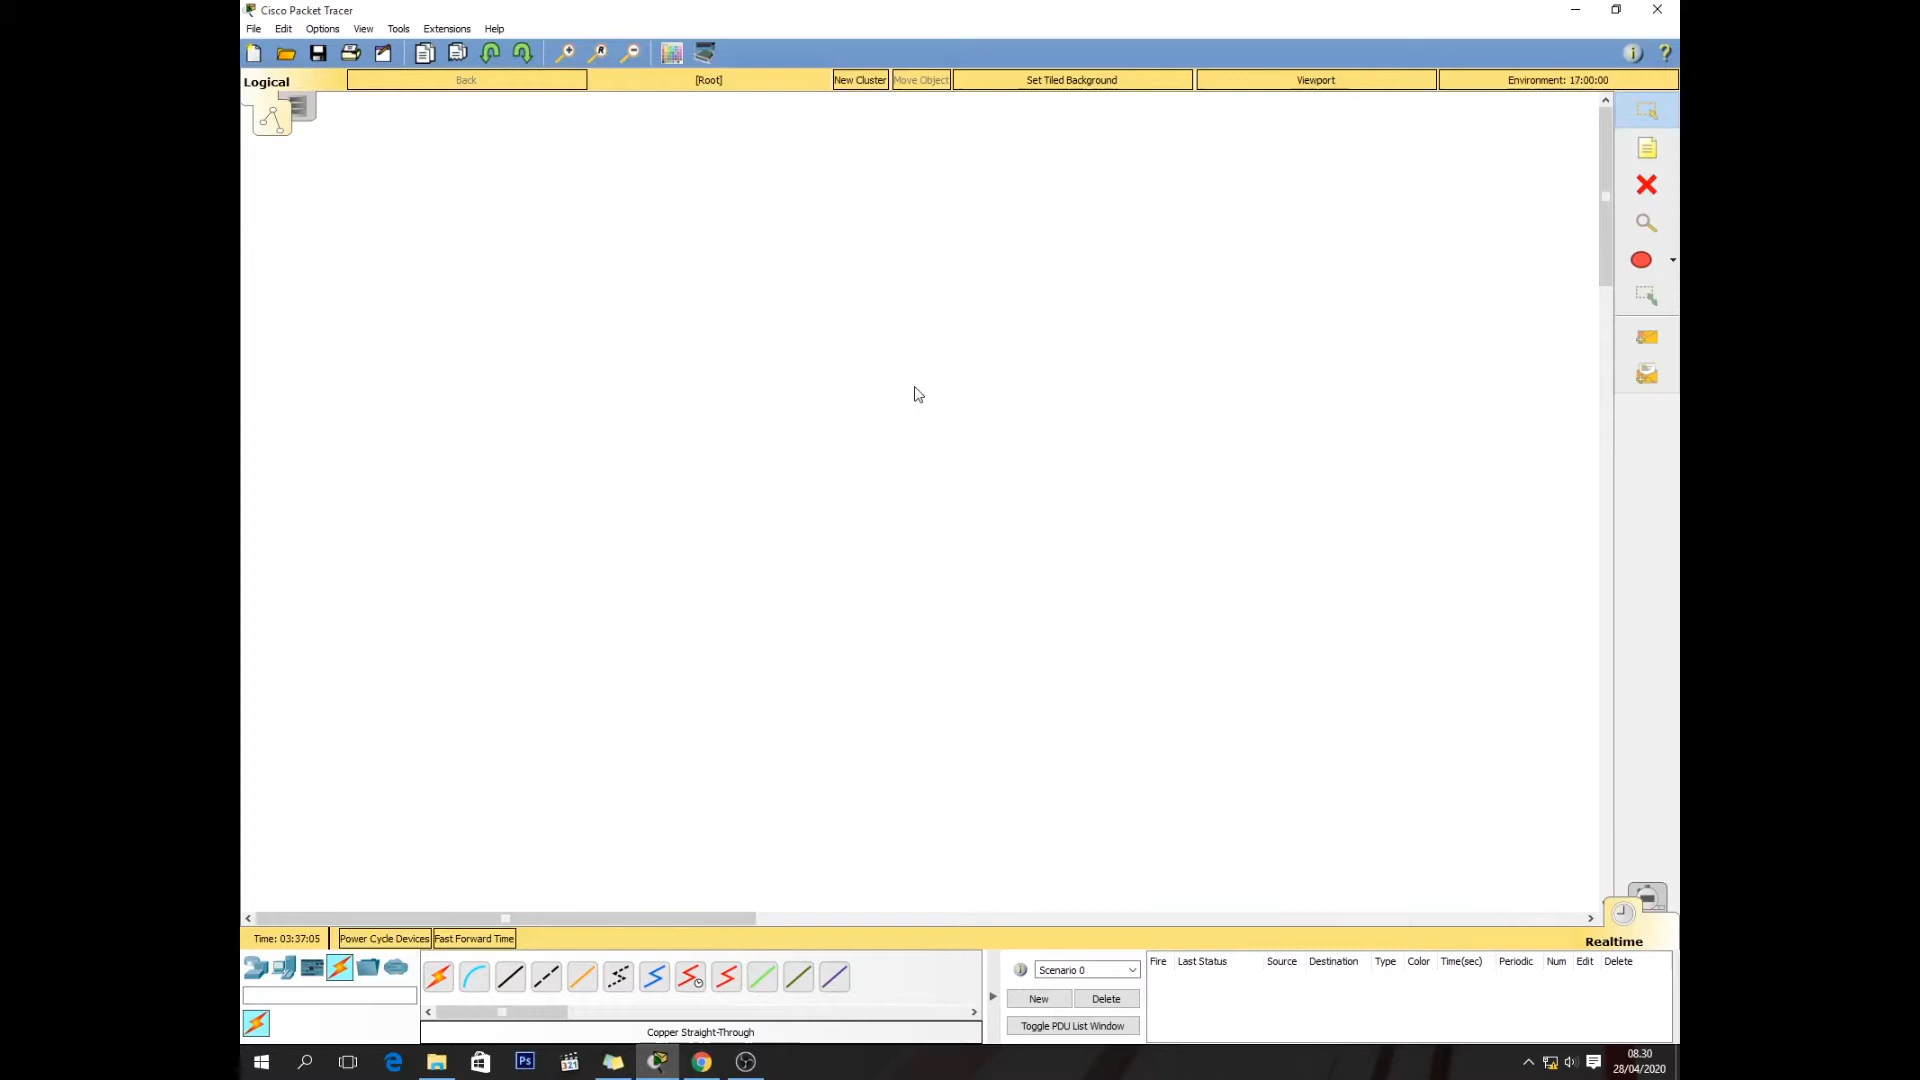 Cisco Packet Tracer
File Edit Options View Tools Extensions Help
Logical Back [Root] New Cluster Move Object Set Tiled Background Viewport Environment: 17:00:00
Time: 03:37:05 Power Cycle Devices Fast Forward Time Realtime
Fire Last Status Source Destination Type Color Time(sec) Periodic Num Edit Delete
Scenario 0
New Delete
Toggle PDU List Window
Copper Straight-Through
Ps 321
08.30
28/04/2020